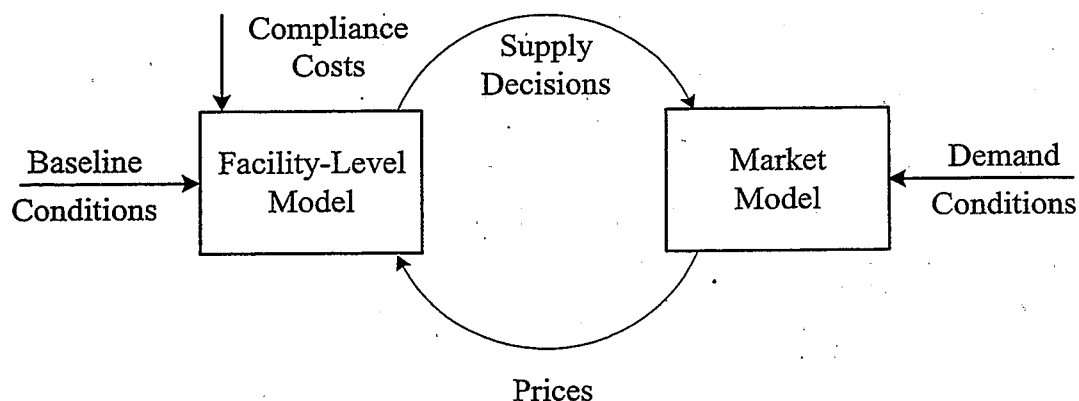 Compliance
Costs
Supply
Decisions
Baseline
Conditions
Facility-Level
Model
Market
Model
Demand
Conditions
Prices